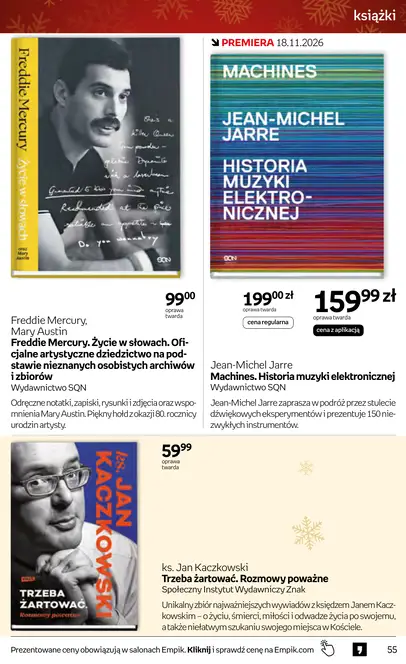 książki
Freddie Mercury
Życie w słowach
oraz
Mary
Austin
SQN
99 00
oprawa
twarda
Freddie Mercury,
Mary Austin
Freddie Mercury. Życie w słowach. Ofi-
cjalne artystyczne dziedzictwo na pod-
stawie nieznanych osobistych archiwów
i zbiorów
Wydawnictwo SQN
Odręczne notatki, zapiski, rysunki i zdjęcia oraz wspo-
mnienia Mary Austin. Piękny hołd z okazji 80. rocznicy
urodzin artysty.
PREMIERA 18.11.2026
MACHINES
JEAN-MICHEL
JARRE
HISTORIA
MUZYKI
ELEKTRO-
NICZNEJ
SQN
199 00 zł
oprawa twarda
cena regularna
159 99 zł
oprawa twarda
cena z aplikacją
Jean-Michel Jarre
Machines. Historia muzyki elektronicznej
Wydawnictwo SQN
Jean-Michel Jarre zaprasza w podróż przez stulecie
dźwiękowych eksperymentów i prezentuje 150 nie-
zwykłych instrumentów.
ks. JAN
KACZKOWSKI
TRZEBA
ŻARTOWAĆ.
Rozmowy poważne
59 99
oprawa
twarda
ks. Jan Kaczkowski
Trzeba żartować. Rozmowy poważne
Społeczny Instytut Wydawniczy Znak
Unikalny zbiór najważniejszych wywiadów z księdzem Janem Kacz-
kowskim – o życiu, śmierci, miłości i odwadze życia po swojemu,
a także niełatwym szukaniu swojego miejsca w Kościele.
Prezentowane ceny obowiązują w salonach Empik. Kliknij i sprawdź cenę na Empik.com
55